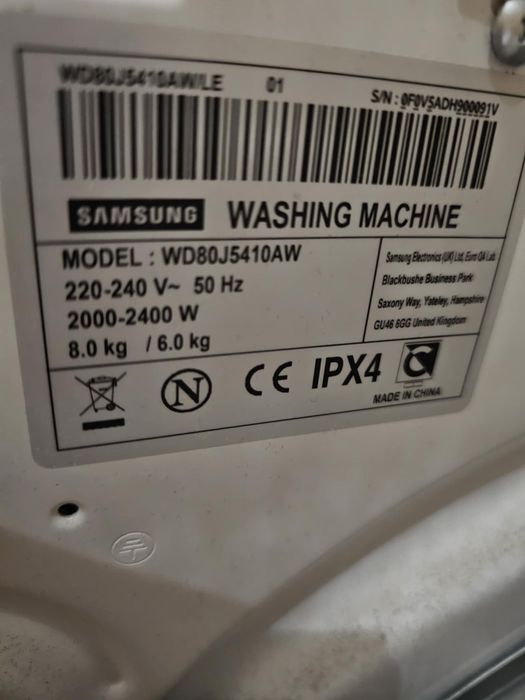 WD80J5410AW/LE 01 S/N : 0F0V5ADH900091V
SAMSUNG WASHING MACHINE
MODEL : WD80J5410AW
220-240 V~ 50 Hz
2000-2400 W
8.0 kg / 6.0 kg
Samsung Electronics (UK) Ltd, Euro QA Lab.
Blackbushe Business Park
Saxony Way, Yateley, Hampshire
GU46 6GG United Kingdom
N CE IPX4
MADE IN CHINA